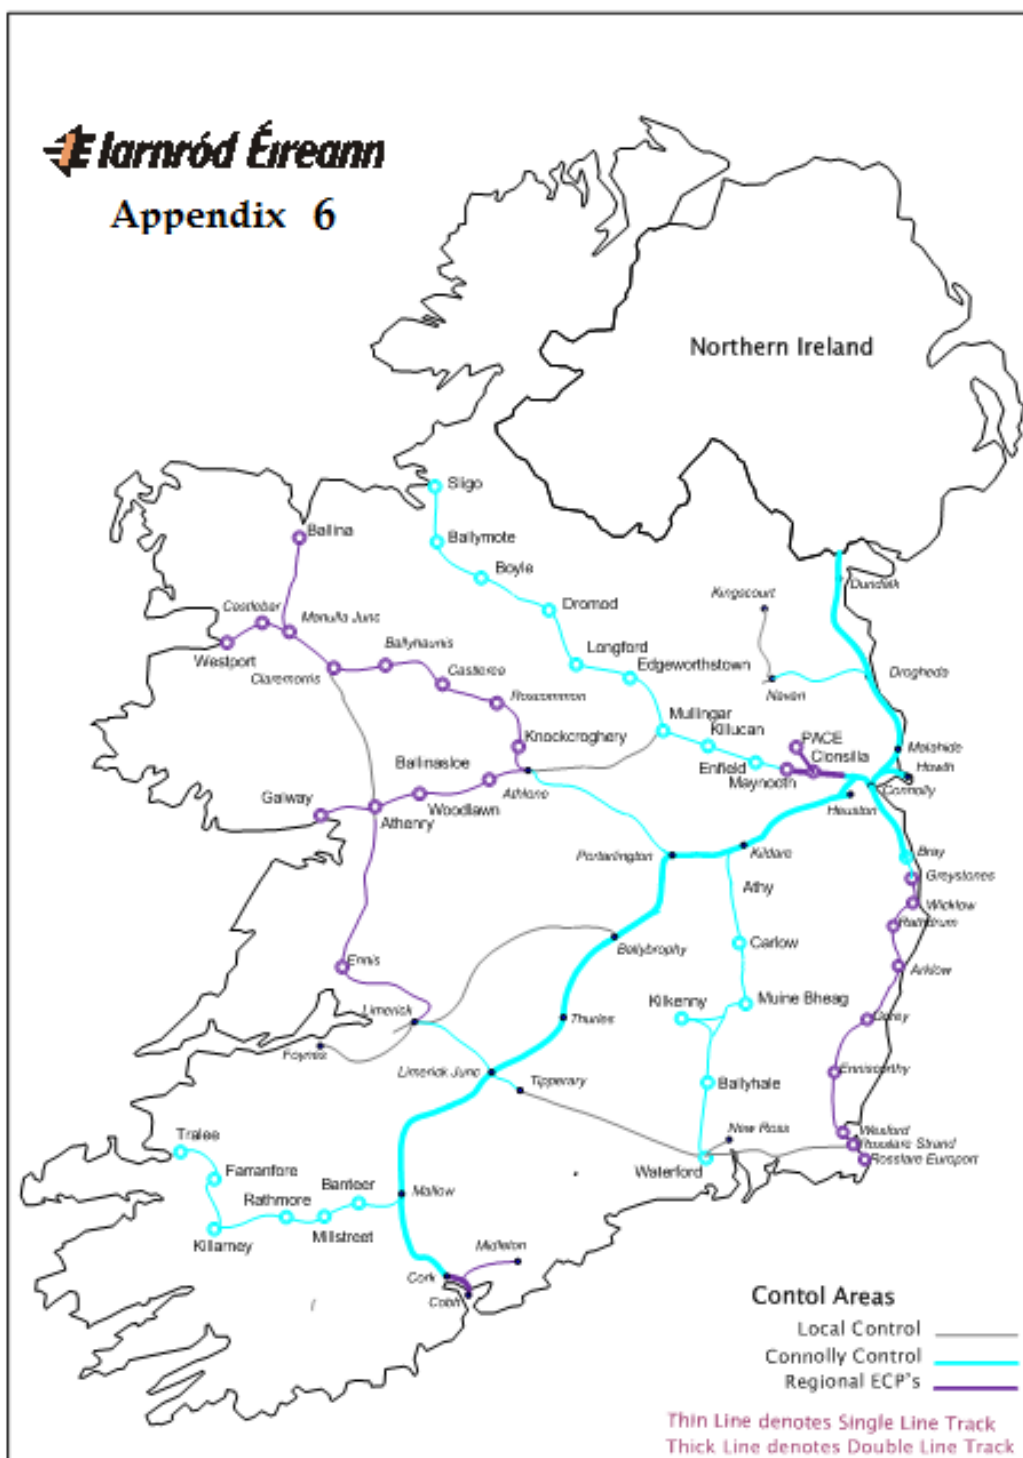 IE Iarnród Éireann
Appendix 6
Northern Ireland
Sligo
Ballina
Ballymote
Boyle
Dundalk
Kingscourt
Castlebar
Dromod
Manulla Junc
Ballyhaunis
Longford
Westport
Edgeworthstown
Claremorris
Castlerea
Drogheda
Navan
Roscommon
Mullingar
Killucan
PACE
Knockcroghery
Malahide
Clonsilla
Ballinasloe
Enfield
Howth
Maynooth
Connolly
Athlone
Galway
Woodlawn
Heuston
Athenry
Portarlington
Kildare
Bray
Greystones
Athy
Wicklow
Rathdrum
Ballybrophy
Carlow
Ennis
Arklow
Kilkenny
Muine Bheag
Limerick
Thurles
Gorey
Foynes
Limerick Junc
Tipperary
Enniscorthy
Ballyhale
New Ross
Wexford
Tralee
Rosslare Strand
Rosslare Europort
Farranfore
Waterford
Banteer
Rathmore
Mallow
Millstreet
Killarney
Midleton
Cork
Cobh
Contol Areas
Local Control
Connolly Control
Regional ECP's
Thin Line denotes Single Line Track
Thick Line denotes Double Line Track